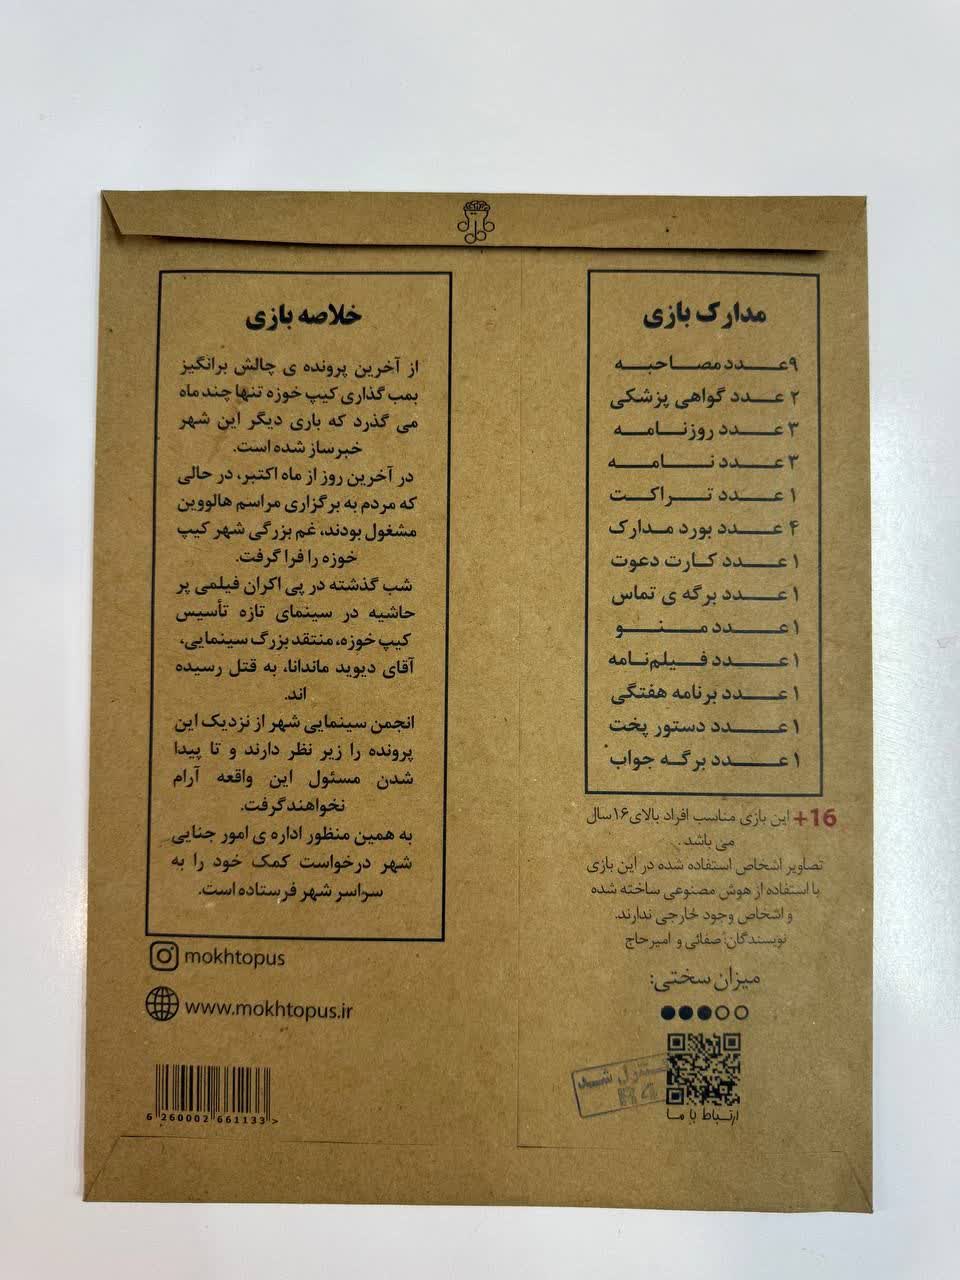 مدارک بازی
۹ عدد مصاحبه
۲ عدد گواهی پزشکی
۳ عدد روزنامه
۳ عدد نامه
۱ عدد تراکت
۴ عدد بورد مدارک
۱ عدد کارت دعوت
۱ عدد برگه ی تماس
۱ عدد منو
۱ عدد فیلم‌نامه
۱ عدد برنامه هفتگی
۱ عدد دستور پخت
۱ عدد برگه جواب
+16 این بازی مناسب افراد بالای ۱۶ سال
می باشد.
تصاویر اشخاص استفاده شده در این بازی
با استفاده از هوش مصنوعی ساخته شده
و اشخاص وجود خارجی ندارند.
نویسندگان: صفائی و امیرحاج
میزان سختی:
کنترل شد
R4
ارتباط با ما
خلاصه بازی
از آخرین پرونده ی چالش برانگیز
بمب گذاری کیپ خوزه تنها چند ماه
می گذرد که باری دیگر این شهر
خبرساز شده است.
در آخرین روز از ماه اکتبر، در حالی
که مردم به برگزاری مراسم هالووین
مشغول بودند، غم بزرگی شهر کیپ
خوزه را فرا گرفت.
شب گذشته در پی اکران فیلمی پر
حاشیه در سینمای تازه تأسیس
کیپ خوزه، منتقد بزرگ سینمایی،
آقای دیوید ماندانا، به قتل رسیده
اند.
انجمن سینمایی شهر از نزدیک این
پرونده را زیر نظر دارند و تا پیدا
شدن مسئول این واقعه آرام
نخواهند گرفت.
به همین منظور اداره ی امور جنایی
شهر درخواست کمک خود را به
سراسر شهر فرستاده است.
mokhtopus
www.mokhtopus.ir
6 260002 661133 >